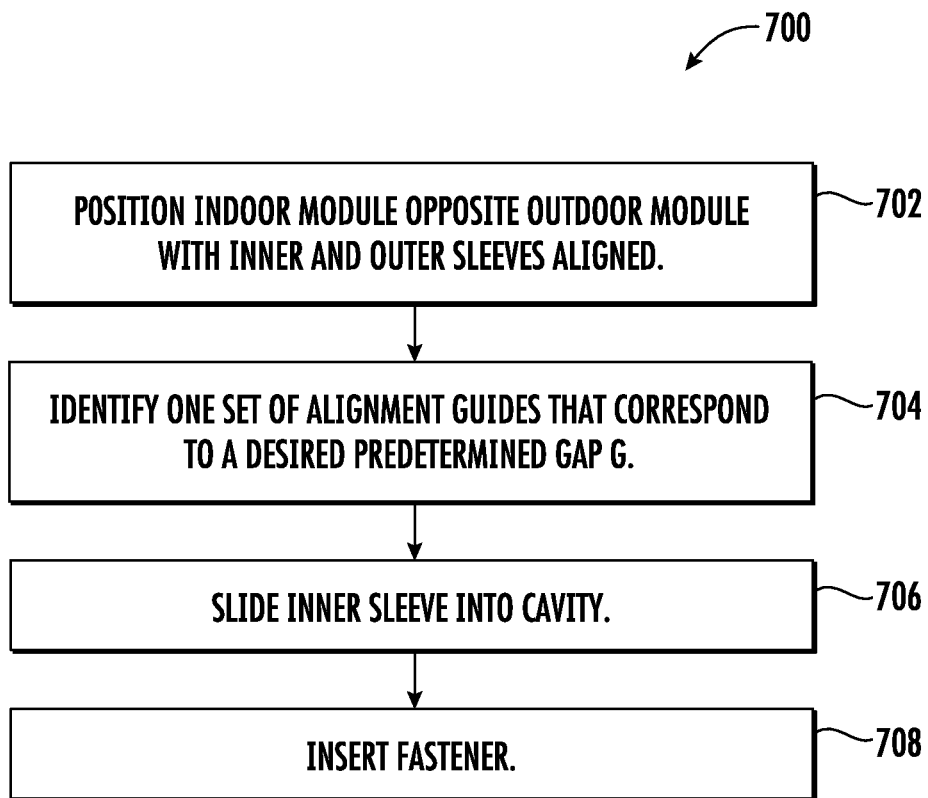 700
POSITION INDOOR MODULE OPPOSITE OUTDOOR MODULE
WITH INNER AND OUTER SLEEVES ALIGNED.
702
IDENTIFY ONE SET OF ALIGNMENT GUIDES THAT CORRESPOND
TO A DESIRED PREDETERMINED GAP G.
704
SLIDE INNER SLEEVE INTO CAVITY.
706
INSERT FASTENER.
708